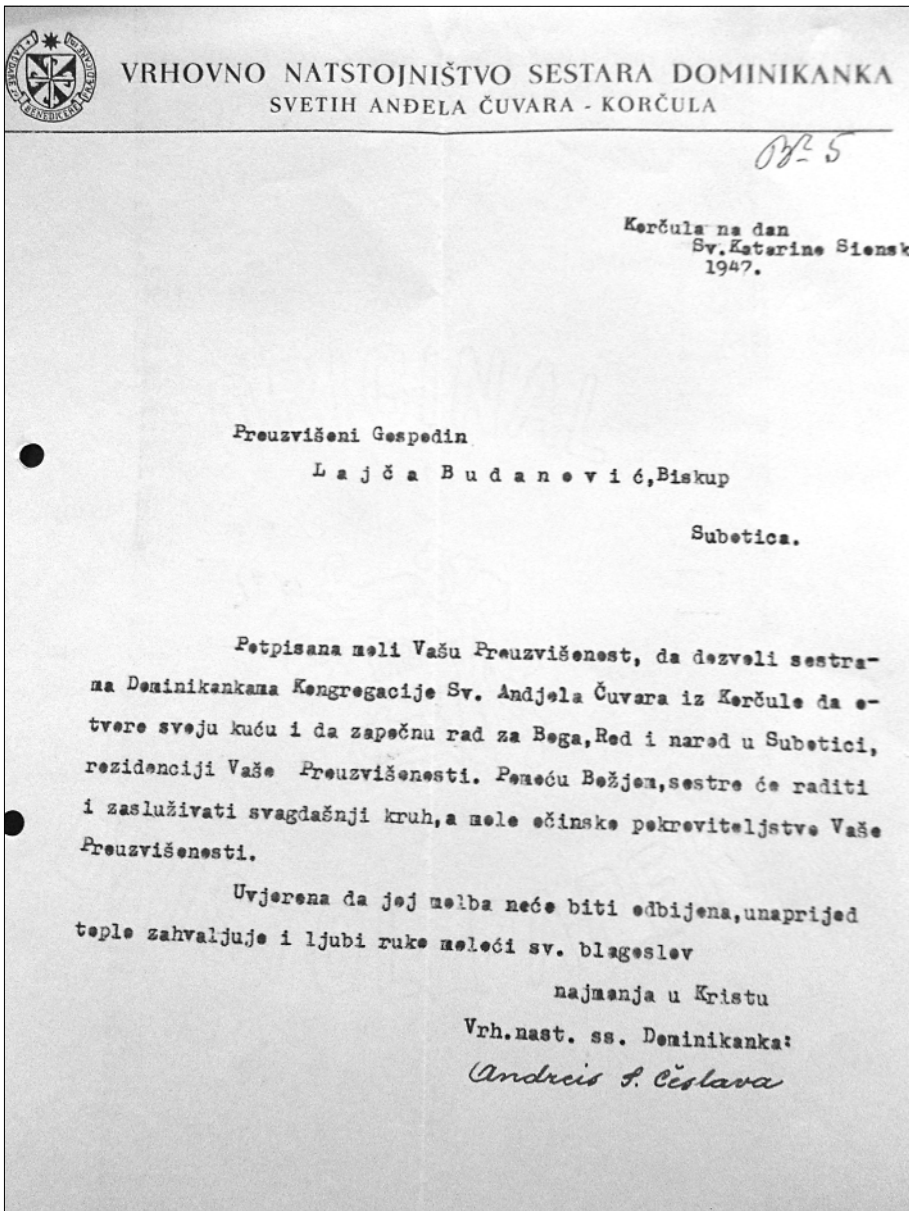 VRHOVNO NATSTOJNIŠTVO SESTARA DOMINIKANKA
SVETIH ANĐELA ČUVARA - KORČULA
Br 5
Korčula na dan
Sv.Katarine Siensk
1947.
Preuzvišeni Gospodin
L a j č a B u d a n o v i ć,Biskup
Subotica.
Potpisana moli Vašu Preuzvišenost, da dozvoli sestra-
ma Dominikankama Kongregacije Sv. Andjela Čuvara iz Korčule da o-
tvore svoju kuću i da započnu rad za Boga,Red i narod u Subotici,
rezidenciji Vaše Preuzvišenosti. Pomoću Božjom,sestre će raditi
i zasluživati svagdašnji kruh,a mole očinsko pokroviteljstvo Vaše
Preuzvišenosti.
Uvjerena da joj molba neće biti odbijena,unaprijed
toplo zahvaljuje i ljubi ruke moleći sv. blagoslov
najmanja u Kristu
Vrh.nast. ss. Dominikanka:
Andreis S. Česlava